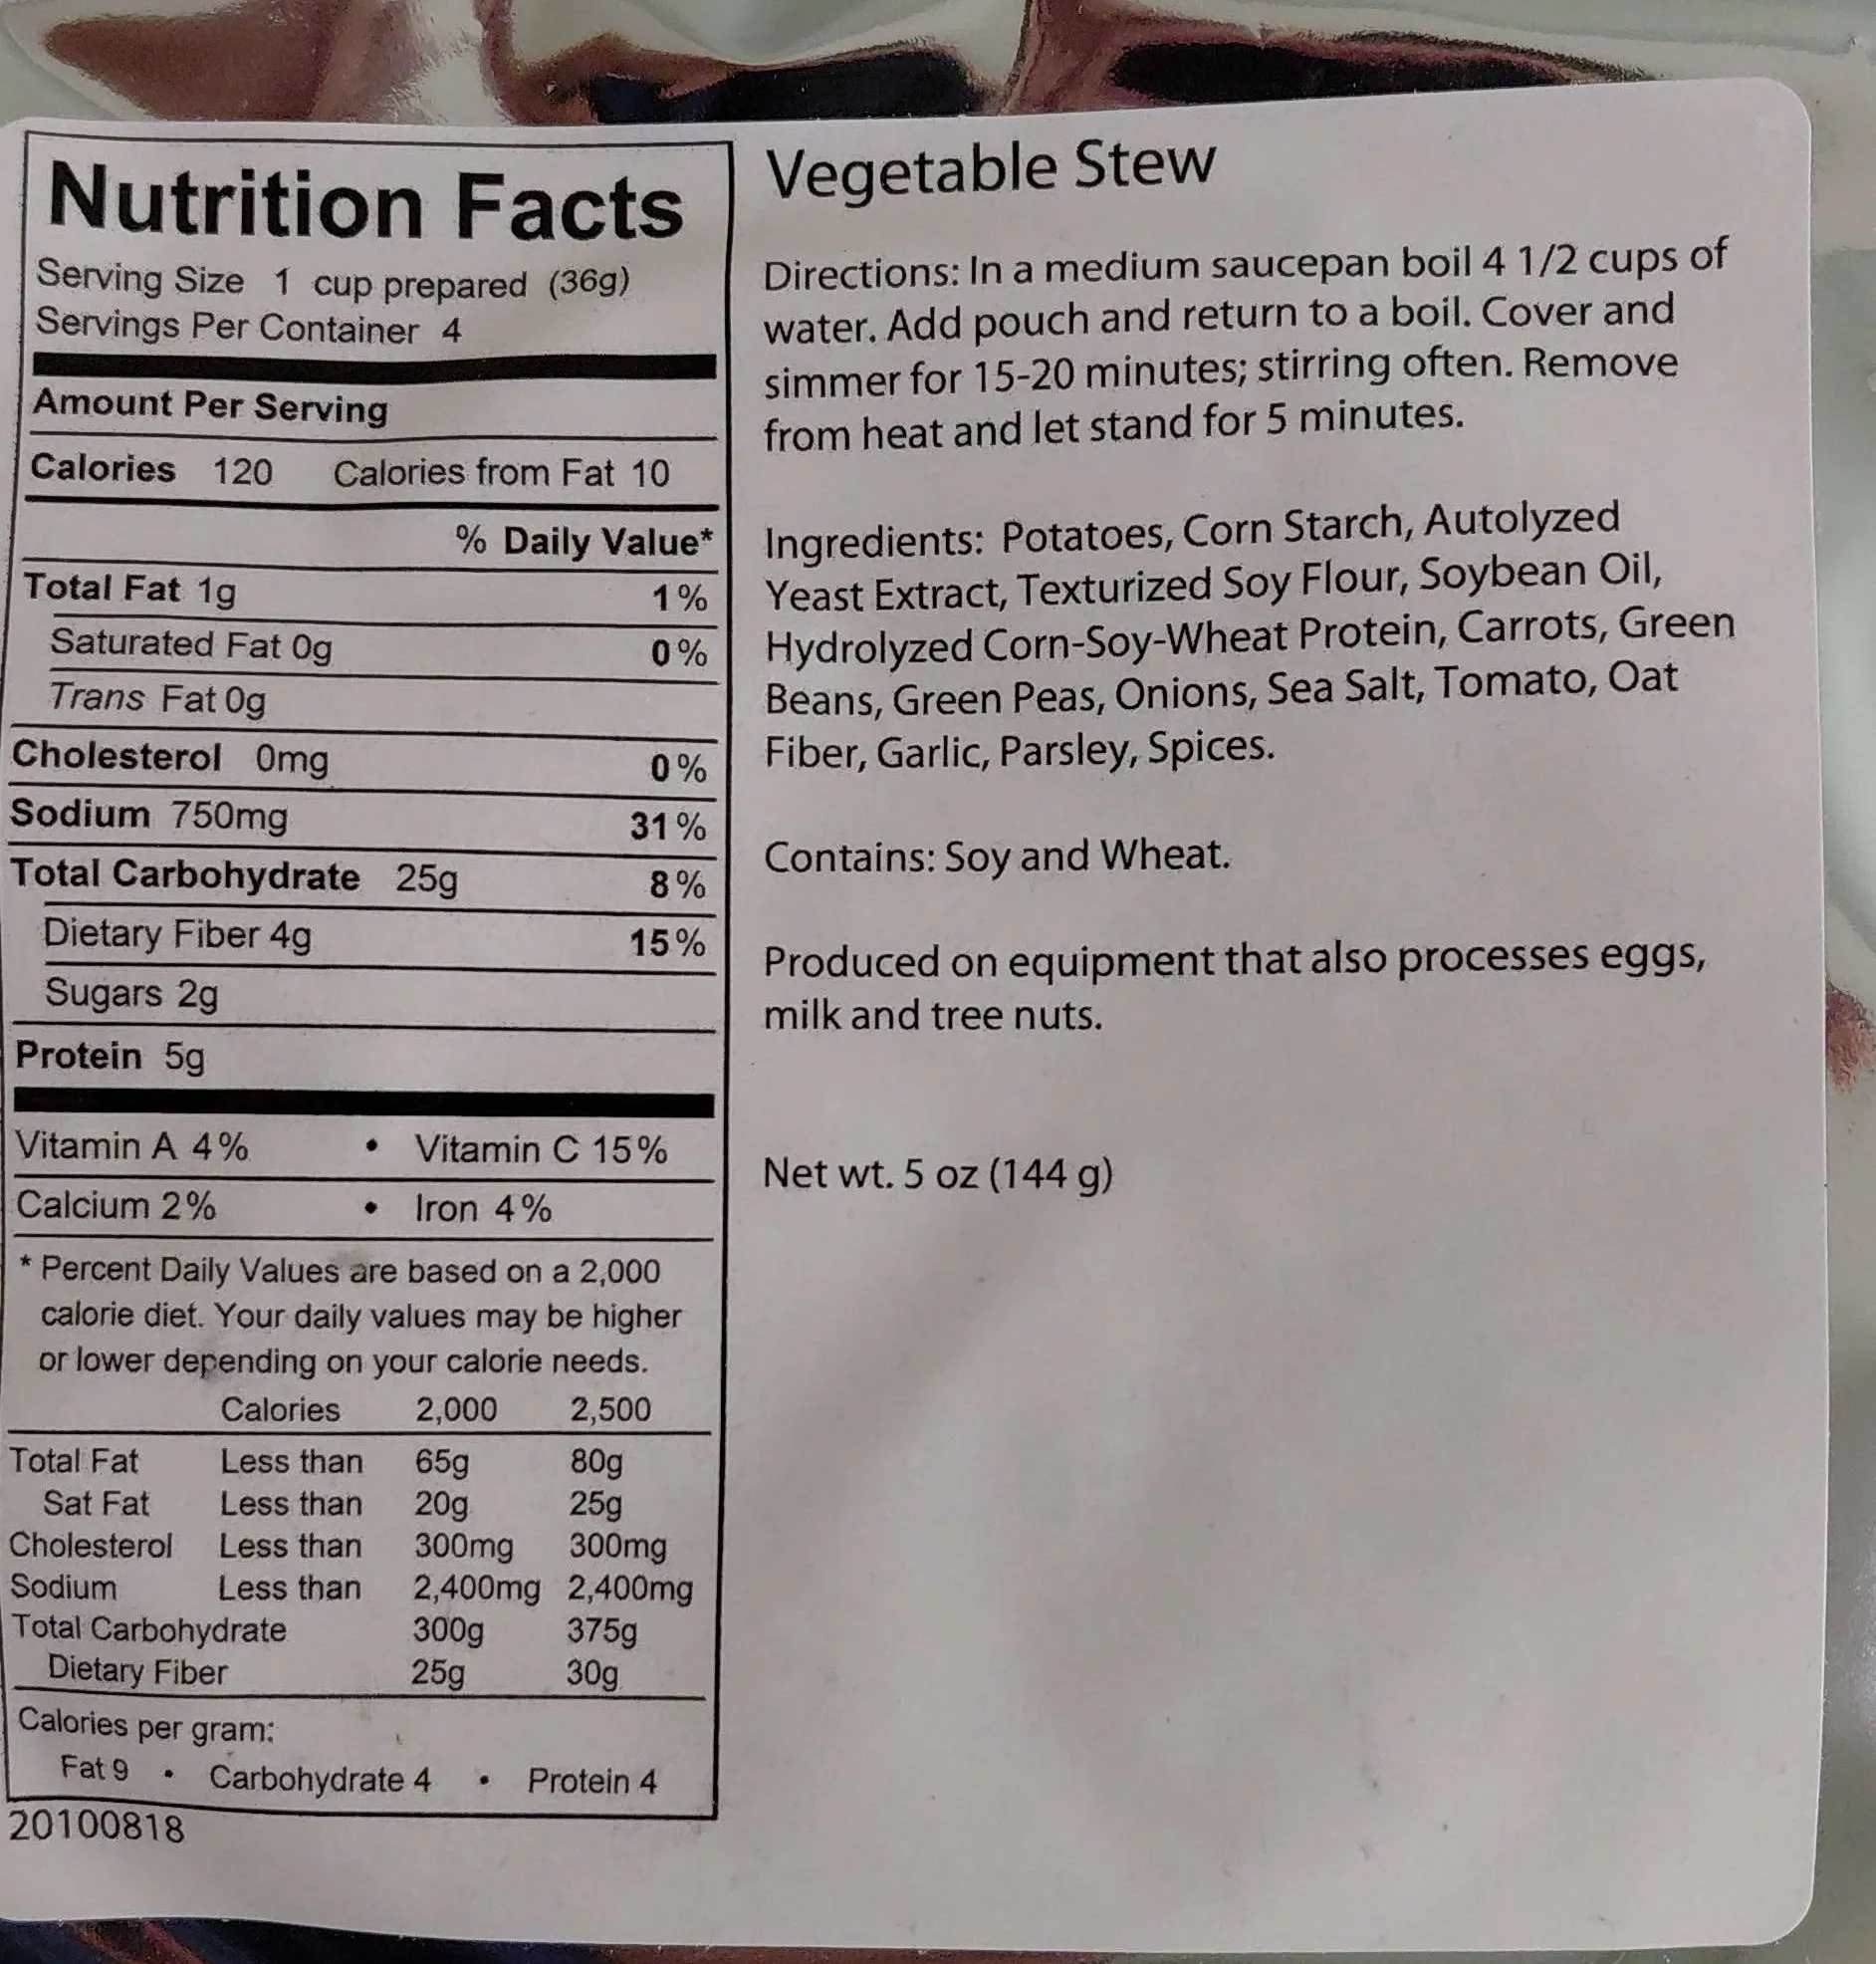 Nutrition Facts
Serving Size 1 cup prepared (36g)
Servings Per Container 4
Amount Per Serving
Calories 120 Calories from Fat 10
% Daily Value*
Total Fat 1g 1%
Saturated Fat 0g 0%
Trans Fat 0g
Cholesterol 0mg 0%
Sodium 750mg 31%
Total Carbohydrate 25g 8%
Dietary Fiber 4g 15%
Sugars 2g
Protein 5g
Vitamin A 4% • Vitamin C 15%
Calcium 2% • Iron 4%
* Percent Daily Values are based on a 2,000
calorie diet. Your daily values may be higher
or lower depending on your calorie needs.
Calories 2,000 2,500
Total Fat Less than 65g 80g
Sat Fat Less than 20g 25g
Cholesterol Less than 300mg 300mg
Sodium Less than 2,400mg 2,400mg
Total Carbohydrate 300g 375g
Dietary Fiber 25g 30g
Calories per gram:
Fat 9 • Carbohydrate 4 • Protein 4
20100818
Vegetable Stew
Directions: In a medium saucepan boil 4 1/2 cups of
water. Add pouch and return to a boil. Cover and
simmer for 15-20 minutes; stirring often. Remove
from heat and let stand for 5 minutes.
Ingredients: Potatoes, Corn Starch, Autolyzed
Yeast Extract, Texturized Soy Flour, Soybean Oil,
Hydrolyzed Corn-Soy-Wheat Protein, Carrots, Green
Beans, Green Peas, Onions, Sea Salt, Tomato, Oat
Fiber, Garlic, Parsley, Spices.
Contains: Soy and Wheat.
Produced on equipment that also processes eggs,
milk and tree nuts.
Net wt. 5 oz (144 g)